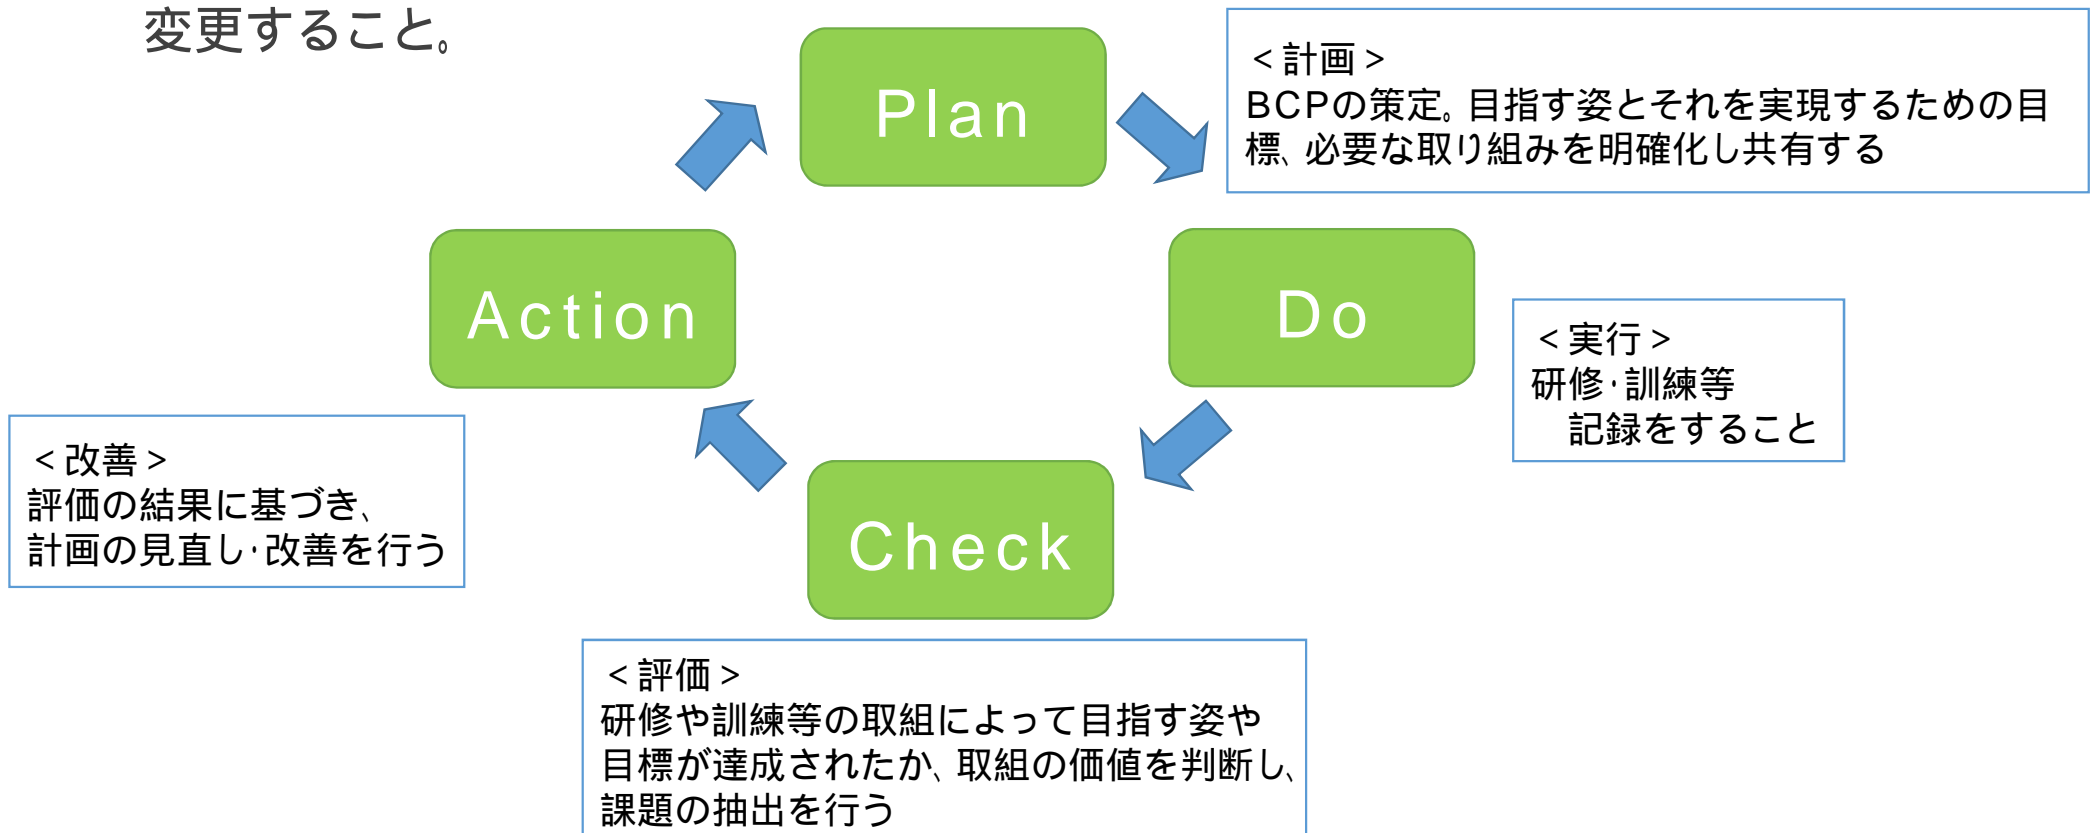 変更すること。
Plan
＜計画＞
BCPの策定。目指す姿とそれを実現するための目
標、必要な取り組みを明確化し共有する
Action
Do
＜実行＞
研修・訓練等
　記録をすること
＜改善＞
評価の結果に基づき、
計画の見直し・改善を行う
Check
＜評価＞
研修や訓練等の取組によって目指す姿や
目標が達成されたか、取組の価値を判断し、
課題の抽出を行う